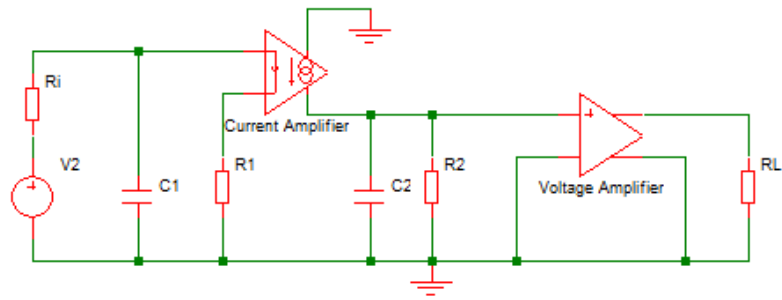 Ri
Current Amplifier
V2
C1
R1
C2
R2
Voltage Amplifier
RL